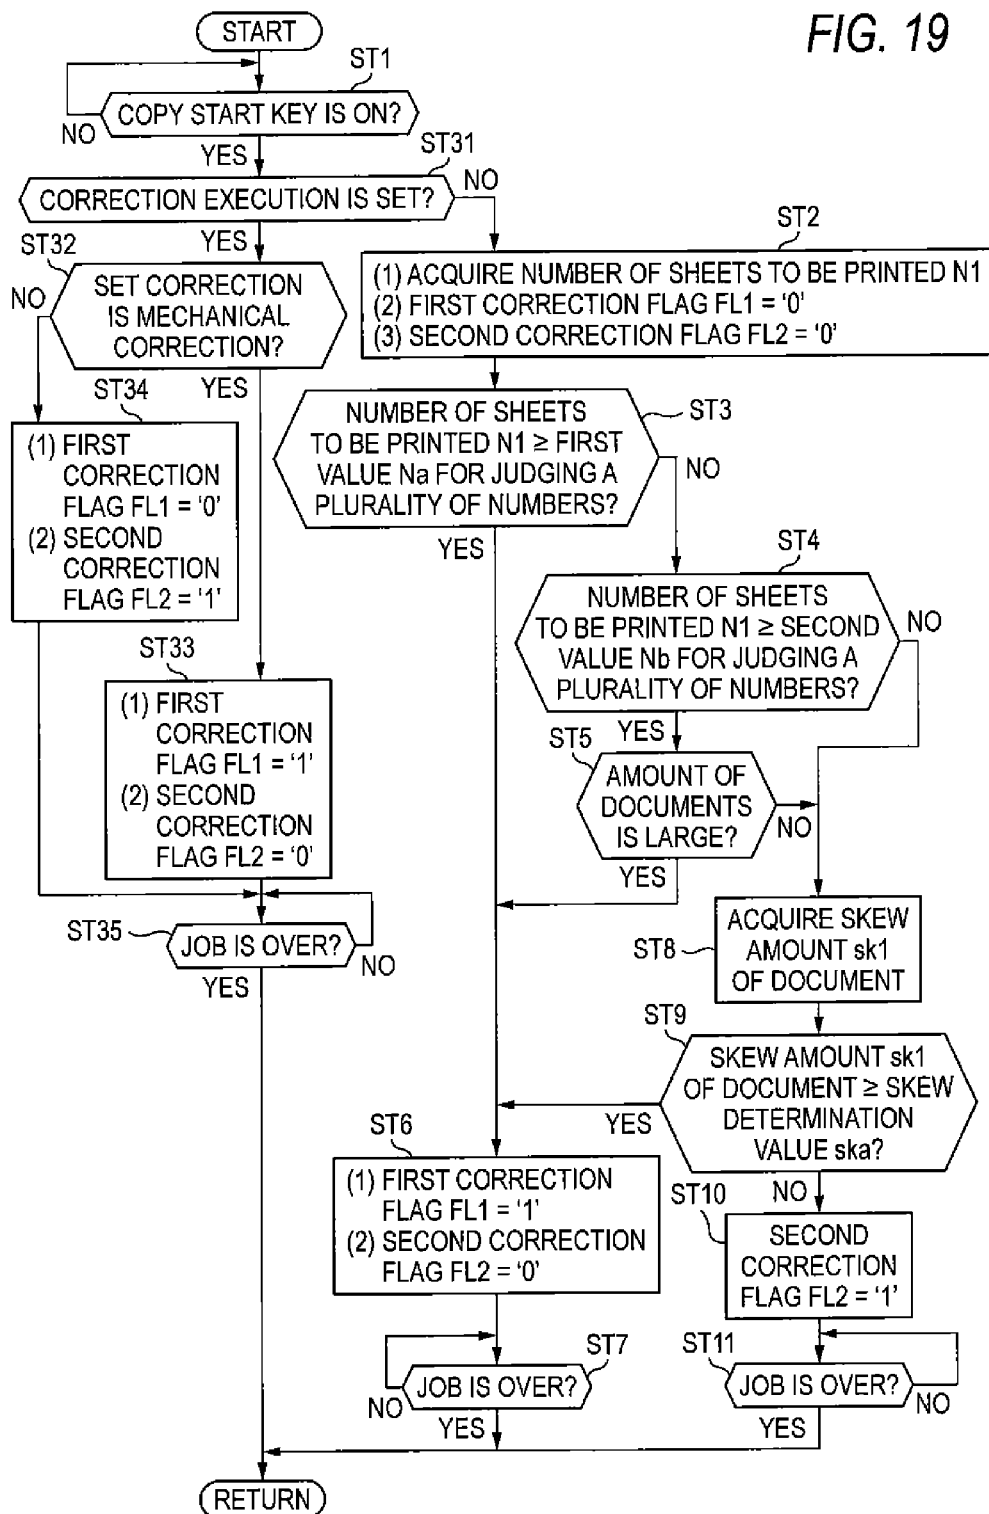 FIG. 19
START
ST1
COPY START KEY IS ON?
NO
YES
ST31
CORRECTION EXECUTION IS SET?
NO
YES
ST32
SET CORRECTION
IS MECHANICAL
CORRECTION?
NO
YES
ST2
(1) ACQUIRE NUMBER OF SHEETS TO BE PRINTED N1
(2) FIRST CORRECTION FLAG FL1 = '0'
(3) SECOND CORRECTION FLAG FL2 = '0'
ST34
(1) FIRST
CORRECTION
FLAG FL1 = '0'
(2) SECOND
CORRECTION
FLAG FL2 = '1'
ST3
NUMBER OF SHEETS
TO BE PRINTED N1 ≥ FIRST
VALUE Na FOR JUDGING A
PLURALITY OF NUMBERS?
NO
YES
ST4
NUMBER OF SHEETS
TO BE PRINTED N1 ≥ SECOND
VALUE Nb FOR JUDGING A
PLURALITY OF NUMBERS?
NO
YES
ST33
(1) FIRST
CORRECTION
FLAG FL1 = '1'
(2) SECOND
CORRECTION
FLAG FL2 = '0'
ST5
AMOUNT OF
DOCUMENTS
IS LARGE?
NO
YES
ST35
JOB IS OVER?
NO
YES
ST8
ACQUIRE SKEW
AMOUNT sk1
OF DOCUMENT
ST9
SKEW AMOUNT sk1
OF DOCUMENT ≥ SKEW
DETERMINATION
VALUE ska?
YES
NO
ST6
(1) FIRST CORRECTION
FLAG FL1 = '1'
(2) SECOND CORRECTION
FLAG FL2 = '0'
ST10
SECOND
CORRECTION
FLAG FL2 = '1'
ST7
JOB IS OVER?
NO
YES
ST11
JOB IS OVER?
NO
YES
RETURN